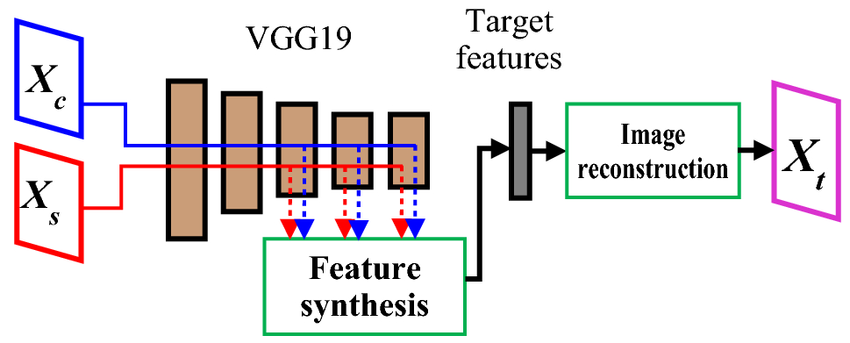 X_c
X_s
VGG19
Feature
synthesis
Target
features
Image
reconstruction
X_t